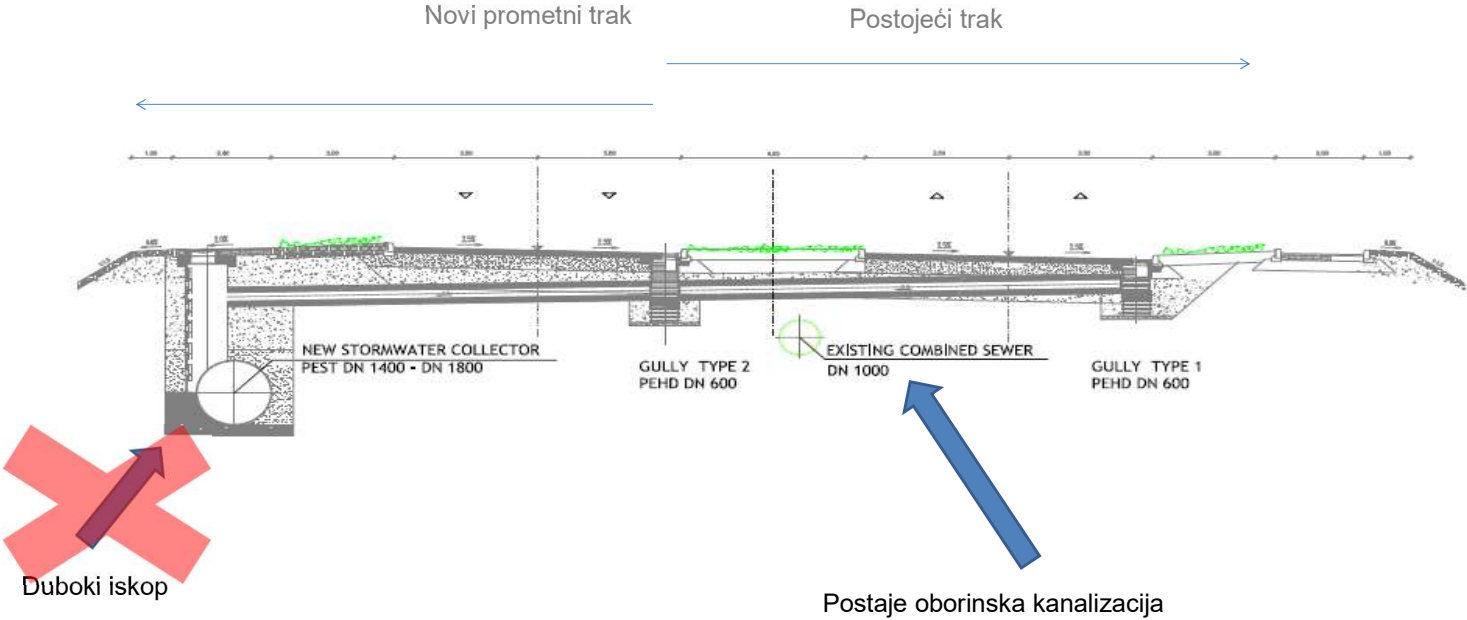 Novi prometni trak
Postojeći trak
NEW STORMWATER COLLECTOR
PEST DN 1400 - DN 1800
GULLY TYPE 2
PEHD DN 600
EXISTING COMBINED SEWER
DN 1000
GULLY TYPE 1
PEHD DN 600
Duboki iskop
Postaje oborinska kanalizacija